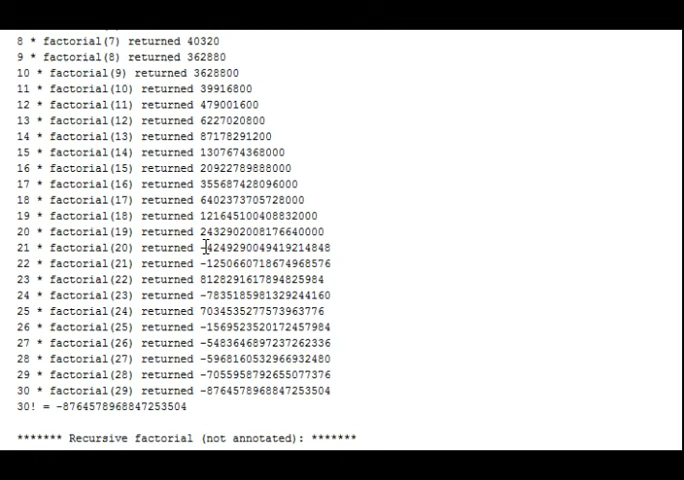 8 * factorial(7) returned 40320
9 * factorial(8) returned 362880
10 * factorial(9) returned 3628800
11 * factorial(10) returned 39916800
12 * factorial(11) returned 479001600
13 * factorial(12) returned 6227020800
14 * factorial(13) returned 87178291200
15 * factorial(14) returned 1307674368000
16 * factorial(15) returned 20922789888000
17 * factorial(16) returned 355687428096000
18 * factorial(17) returned 6402373705728000
19 * factorial(18) returned 121645100408832000
20 * factorial(19) returned 2432902008176640000
21 * factorial(20) returned -4249290049419214848
22 * factorial(21) returned -1250660718674968576
23 * factorial(22) returned 8128291617894825984
24 * factorial(23) returned -7835185981329244160
25 * factorial(24) returned 7034535277573963776
26 * factorial(25) returned -1569523520172457984
27 * factorial(26) returned -5483646897237262336
28 * factorial(27) returned -5968160532966932480
29 * factorial(28) returned -7055958792655077376
30 * factorial(29) returned -8764578968847253504
30! = -8764578968847253504
******* Recursive factorial (not annotated): *******